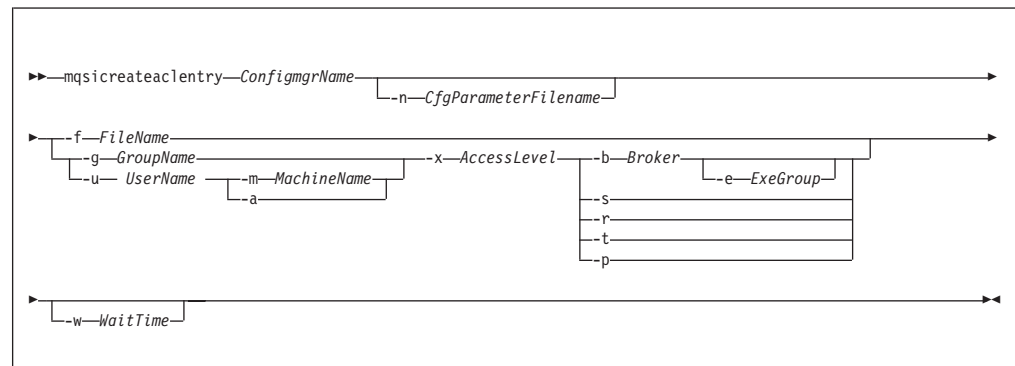 mqsicreateaclentry ConfigmgrName
-n CfgParameterFilename
-f FileName
-g GroupName -x AccessLevel -b Broker
-u UserName -m MachineName -e ExeGroup
-a -s
-r
-t
-p
-w WaitTime